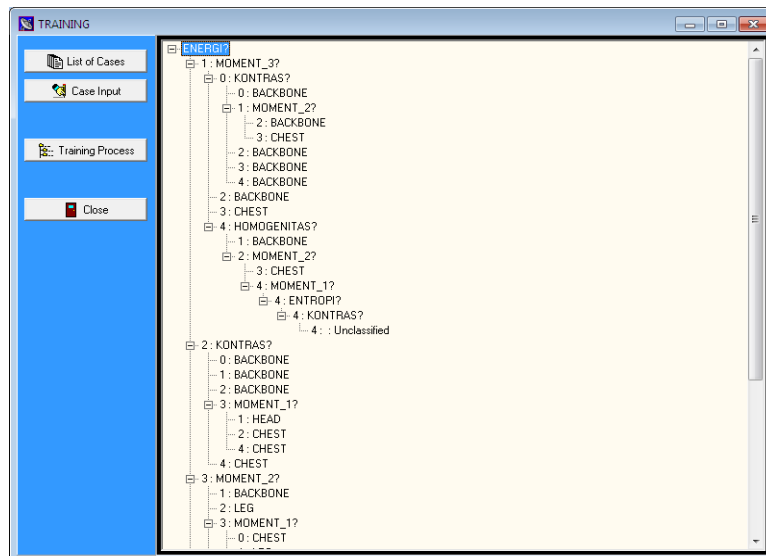 TRAINING
List of Cases
Case Input
Training Process
Close
ENERGI?
1 : MOMENT_3?
0 : KONTRAS?
0 : BACKBONE
1 : MOMENT_2?
2 : BACKBONE
3 : CHEST
2 : BACKBONE
3 : BACKBONE
4 : BACKBONE
2 : BACKBONE
3 : CHEST
4 : HOMOGENITAS?
1 : BACKBONE
2 : MOMENT_2?
3 : CHEST
4 : MOMENT_1?
4 : ENTROPI?
4 : KONTRAS?
4 : : Unclassified
2 : KONTRAS?
0 : BACKBONE
1 : BACKBONE
2 : BACKBONE
3 : MOMENT_1?
1 : HEAD
2 : CHEST
4 : CHEST
4 : CHEST
3 : MOMENT_2?
1 : BACKBONE
2 : LEG
3 : MOMENT_1?
0 : CHEST